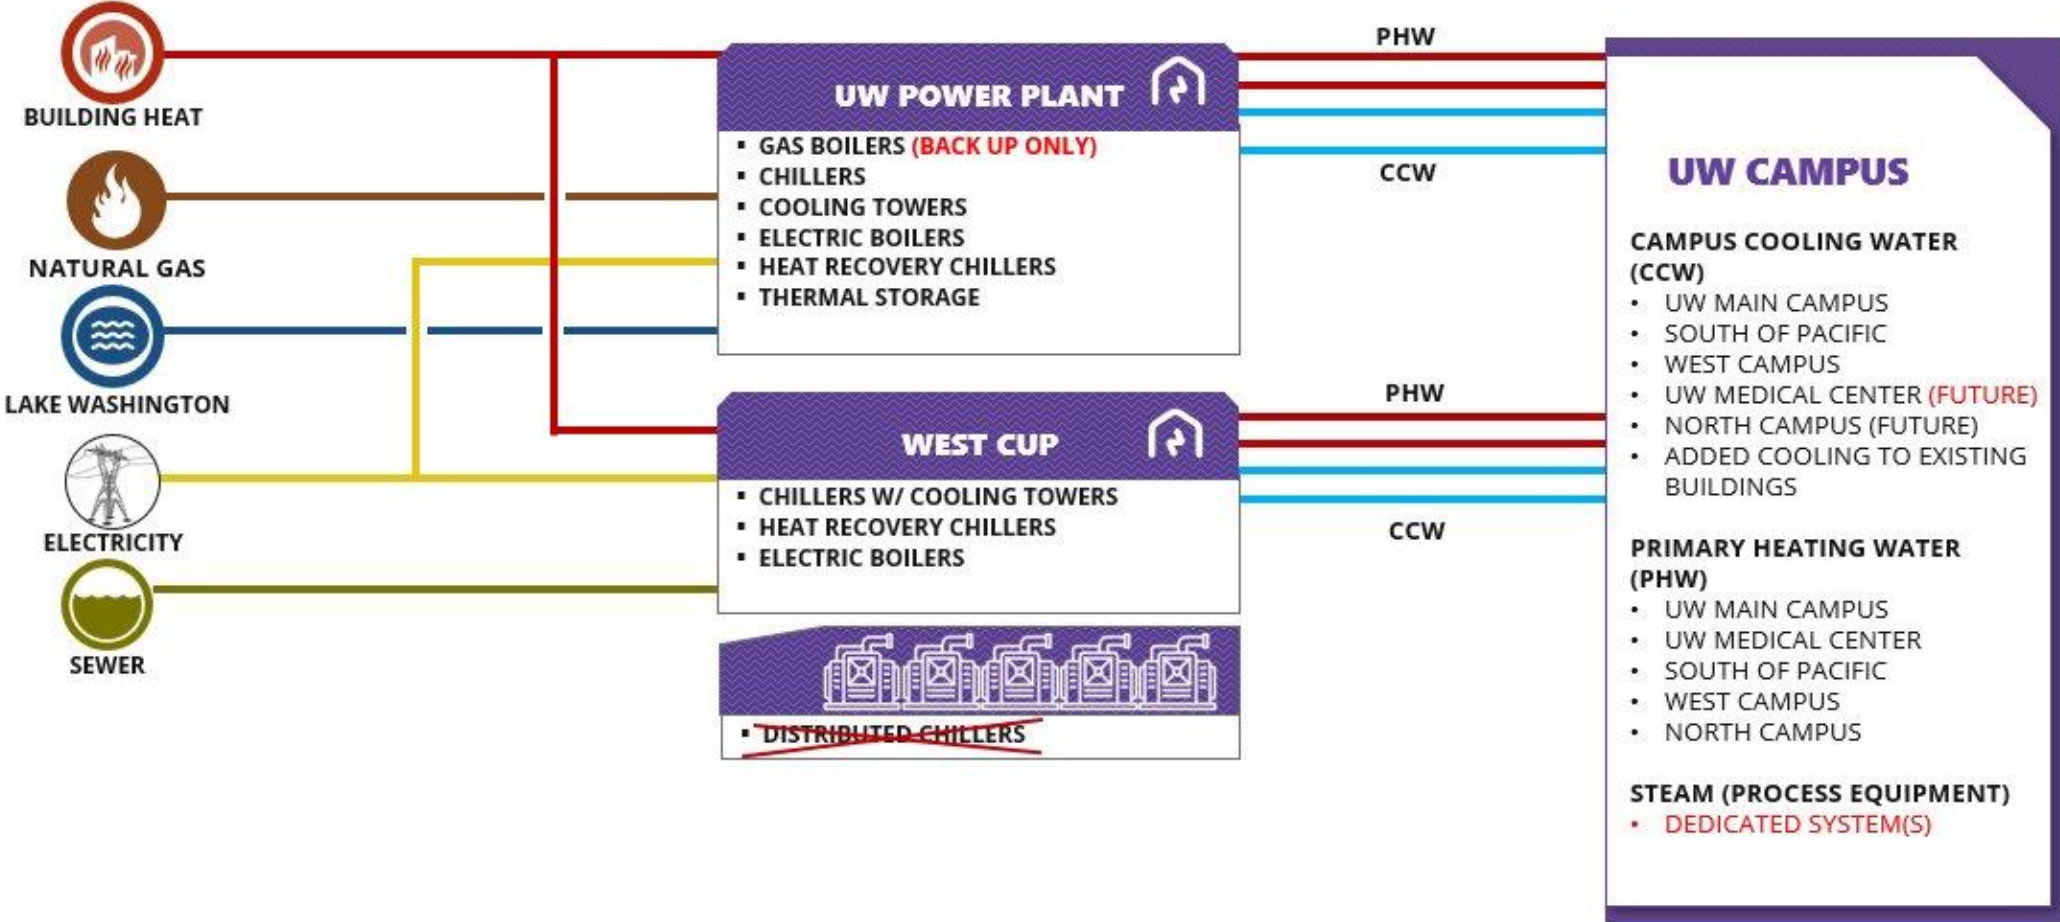 BUILDING HEAT
NATURAL GAS
LAKE WASHINGTON
ELECTRICITY
SEWER
UW POWER PLANT
▪ GAS BOILERS (BACK UP ONLY)
▪ CHILLERS
▪ COOLING TOWERS
▪ ELECTRIC BOILERS
▪ HEAT RECOVERY CHILLERS
▪ THERMAL STORAGE
WEST CUP
▪ CHILLERS W/ COOLING TOWERS
▪ HEAT RECOVERY CHILLERS
▪ ELECTRIC BOILERS
▪ DISTRIBUTED CHILLERS
PHW
CCW
PHW
CCW
UW CAMPUS
CAMPUS COOLING WATER
(CCW)
• UW MAIN CAMPUS
• SOUTH OF PACIFIC
• WEST CAMPUS
• UW MEDICAL CENTER (FUTURE)
• NORTH CAMPUS (FUTURE)
• ADDED COOLING TO EXISTING
BUILDINGS
PRIMARY HEATING WATER
(PHW)
• UW MAIN CAMPUS
• UW MEDICAL CENTER
• SOUTH OF PACIFIC
• WEST CAMPUS
• NORTH CAMPUS
STEAM (PROCESS EQUIPMENT)
• DEDICATED SYSTEM(S)